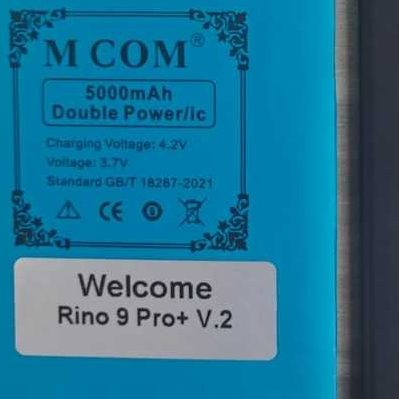 M COM®
5000mAh
Double Power/ic
Charging Voltage: 4.2V
Voltage: 3.7V
Standard GB/T 18287-2021
CE
Welcome
Rino 9 Pro+ V.2